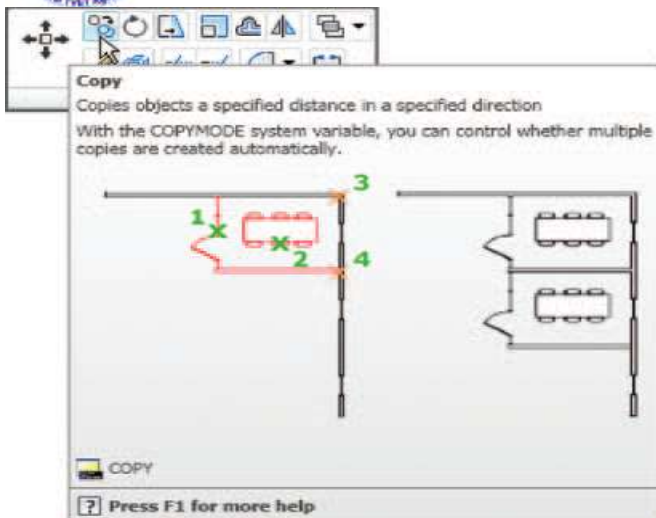 Copy
Copies objects a specified distance in a specified direction
With the COPYMODE system variable, you can control whether multiple
copies are created automatically.
1
2
3
4
COPY
? Press F1 for more help